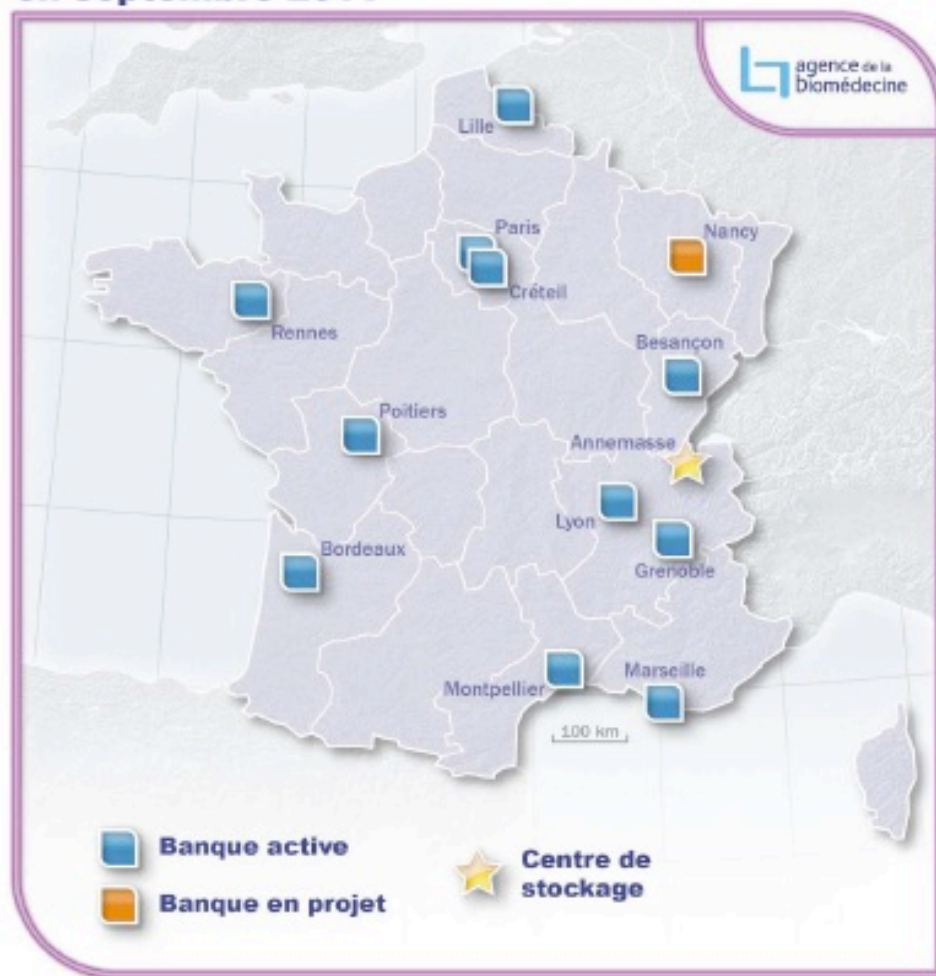 agence de la
biomédecine
Lille
Paris
Nancy
Créteil
Rennes
Besançon
Poitiers
Annemasse
Lyon
Bordeaux
Grenoble
Marseille
Montpellier
100 km
Banque active
Centre de
stockage
Banque en projet